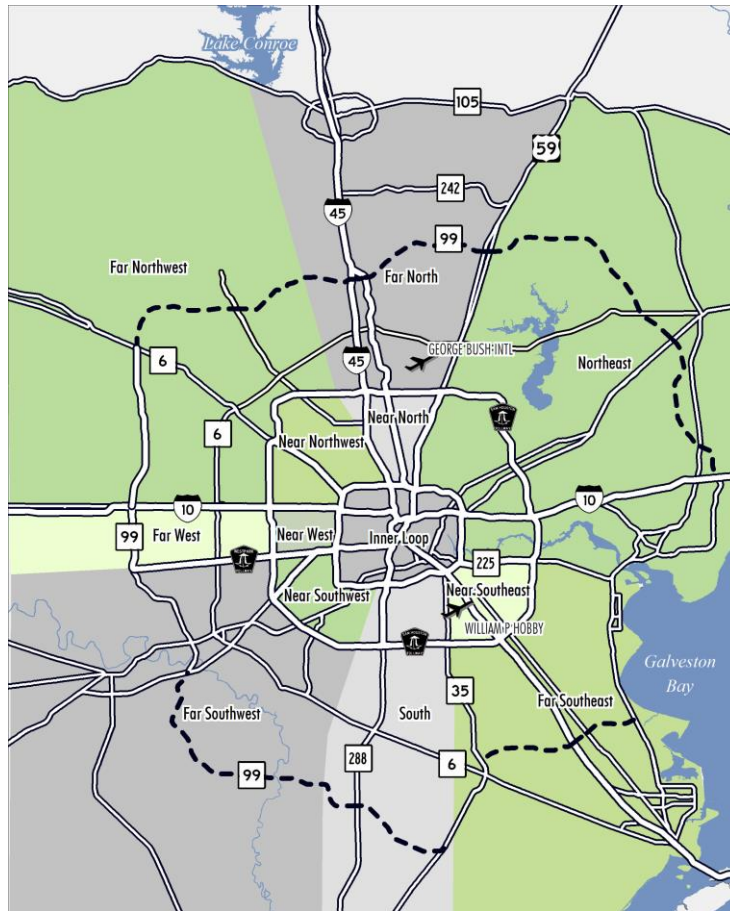 Lake Conroe
105
59
242
45
99
Far Northwest
Far North
GEORGE BUSH INTL
6
45
Northeast
Near North
6
Near Northwest
10
10
99
Far West
Near West
Inner Loop
225
Near Southwest
Near Southeast
WILLIAM P HOBBY
Galveston
Bay
35
Far Southwest
South
Far Southeast
288
6
99